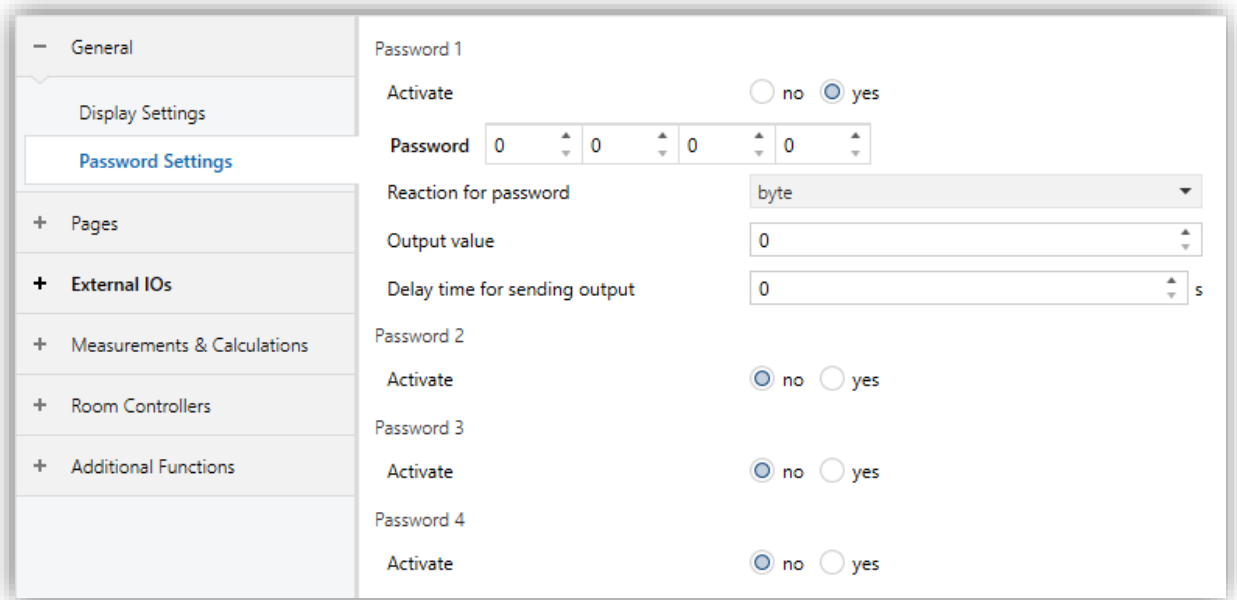 General
Display Settings
Password Settings
Pages
External IOs
Measurements & Calculations
Room Controllers
Additional Functions
Password 1
Activate no yes
Password 0 0 0 0
Reaction for password byte
Output value 0
Delay time for sending output 0 s
Password 2
Activate no yes
Password 3
Activate no yes
Password 4
Activate no yes